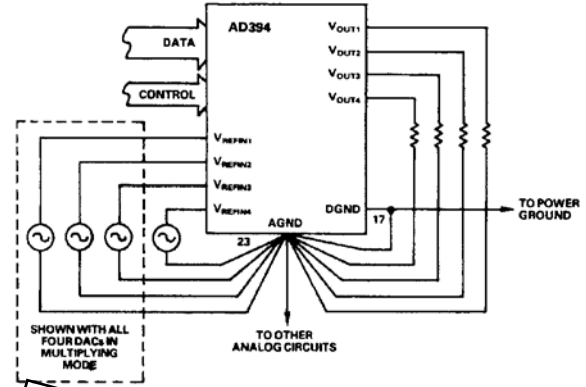 AD394
DATA
CONTROL
VOUT1
VOUT2
VOUT3
VOUT4
VREFIN1
VREFIN2
VREFIN3
VREFIN4
DGND
17
AGND
23
TO POWER
GROUND
TO OTHER
ANALOG CIRCUITS
SHOWN WITH ALL
FOUR DACs IN
MULTIPLYING
MODE